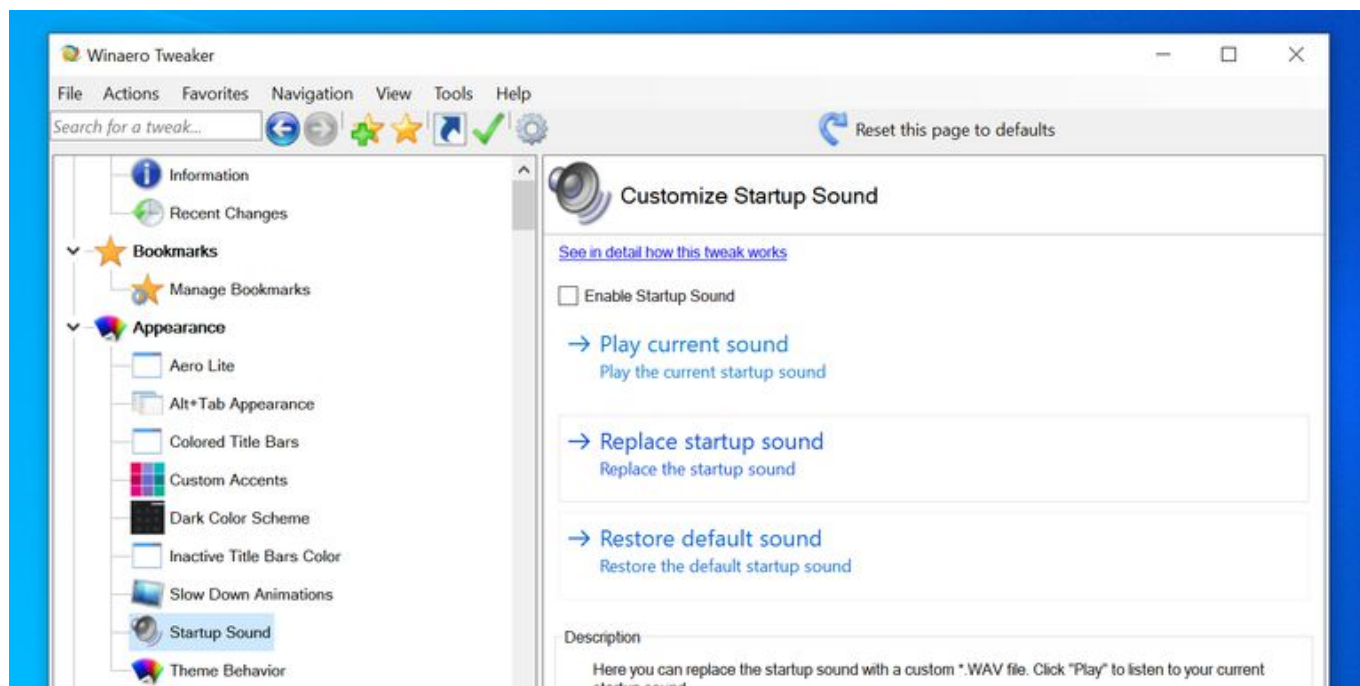 Winaero Tweaker
File Actions Favorites Navigation View Tools Help
Search for a tweak...
Reset this page to defaults
Information
Recent Changes
Bookmarks
Manage Bookmarks
Appearance
Aero Lite
Alt+Tab Appearance
Colored Title Bars
Custom Accents
Dark Color Scheme
Inactive Title Bars Color
Slow Down Animations
Startup Sound
Theme Behavior
Customize Startup Sound
See in detail how this tweak works
Enable Startup Sound
Play current sound
Play the current startup sound
Replace startup sound
Replace the startup sound
Restore default sound
Restore the default startup sound
Description
Here you can replace the startup sound with a custom *.WAV file. Click "Play" to listen to your current
startup sound